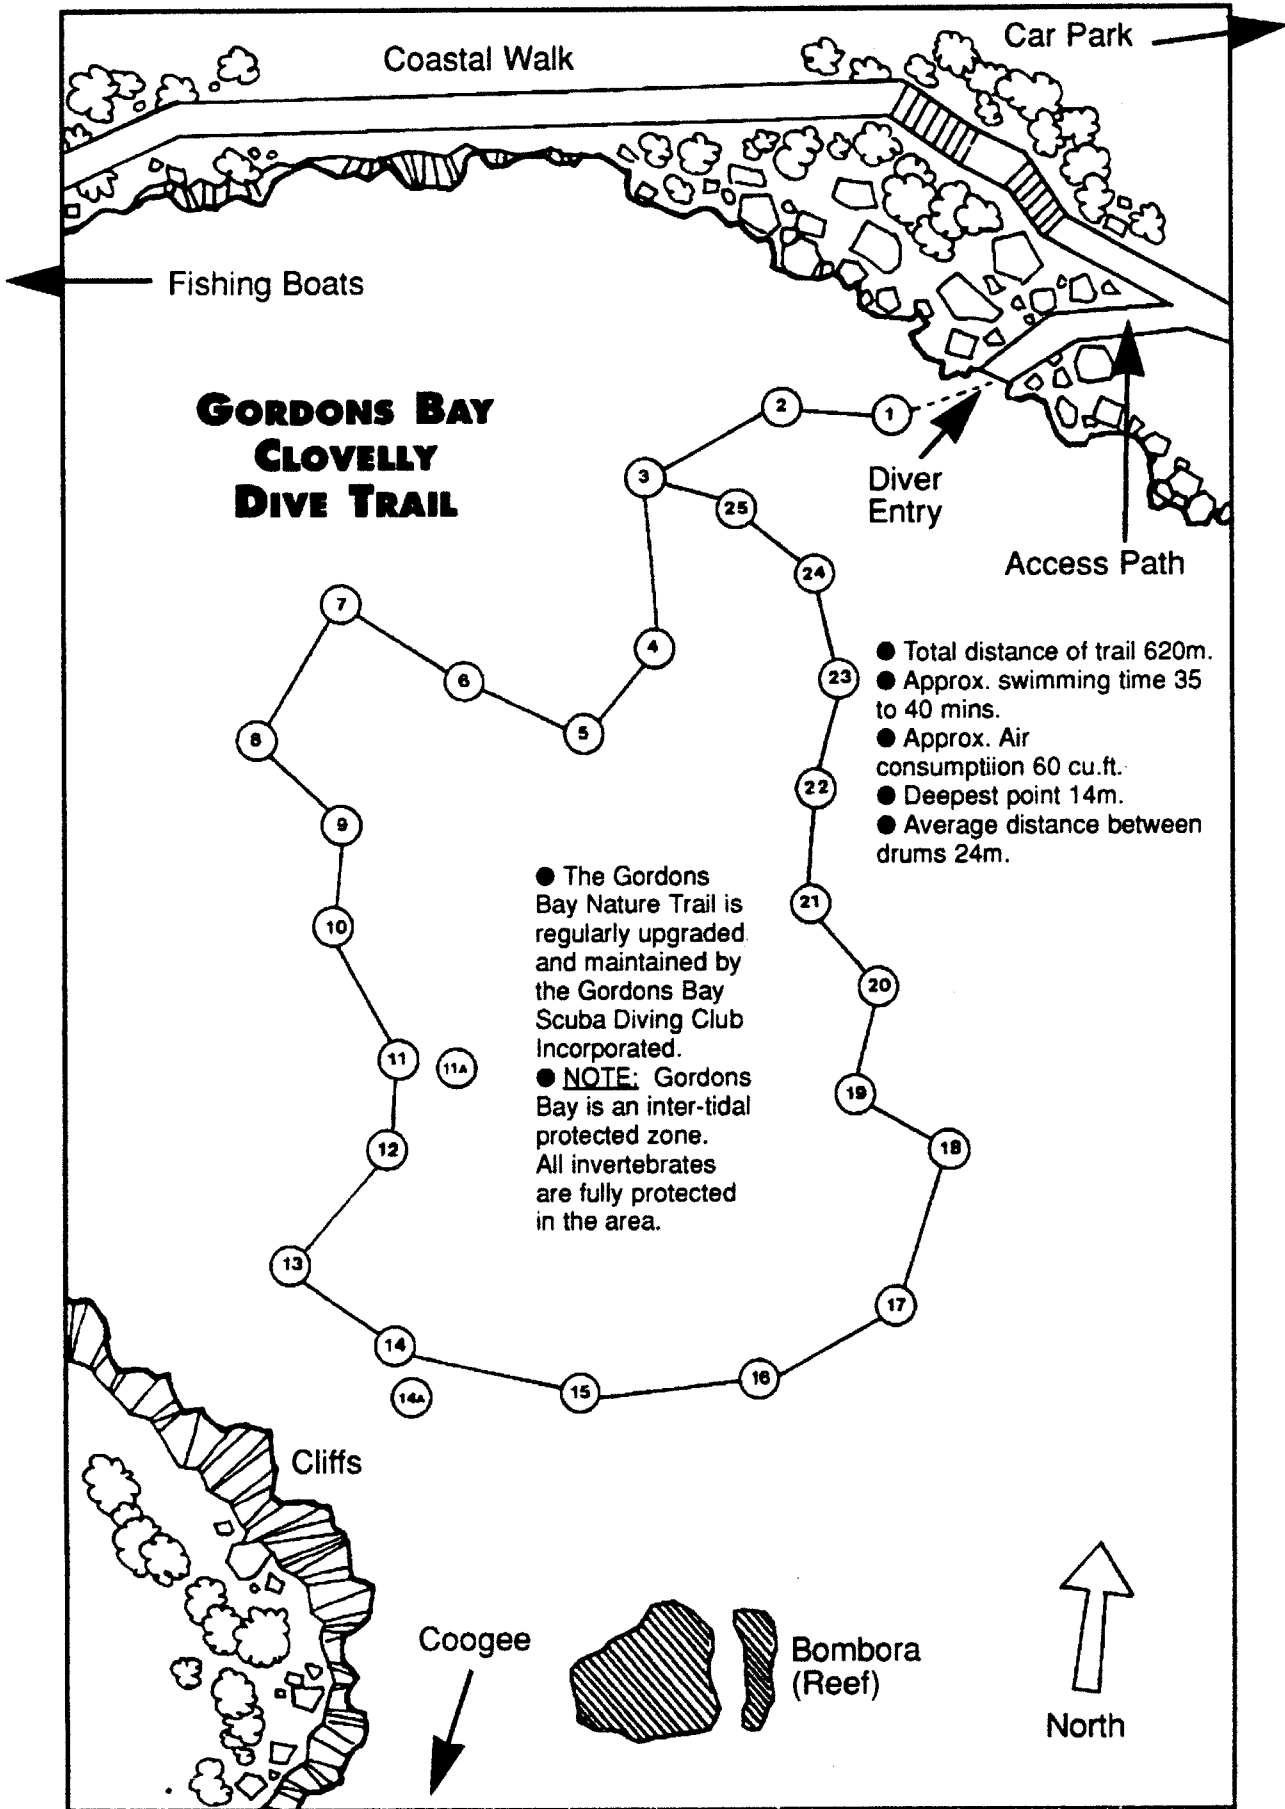 Car Park
Coastal Walk
Fishing Boats
GORDONS BAY
CLOVELLY
DIVE TRAIL
2
1
3
25
Diver
Entry
24
Access Path
7
4
6
23
5
8
● Total distance of trail 620m.
● Approx. swimming time 35
to 40 mins.
● Approx. Air
consumptiion 60 cu.ft.
● Deepest point 14m.
● Average distance between
drums 24m.
22
9
21
10
20
● The Gordons
Bay Nature Trail is
regularly upgraded
and maintained by
the Gordons Bay
Scuba Diving Club
Incorporated.
● NOTE: Gordons
Bay is an inter-tidal
protected zone.
All invertebrates
are fully protected
in the area.
11
11A
19
12
18
13
17
14
16
15
14A
Cliffs
Coogee
Bombora
(Reef)
North